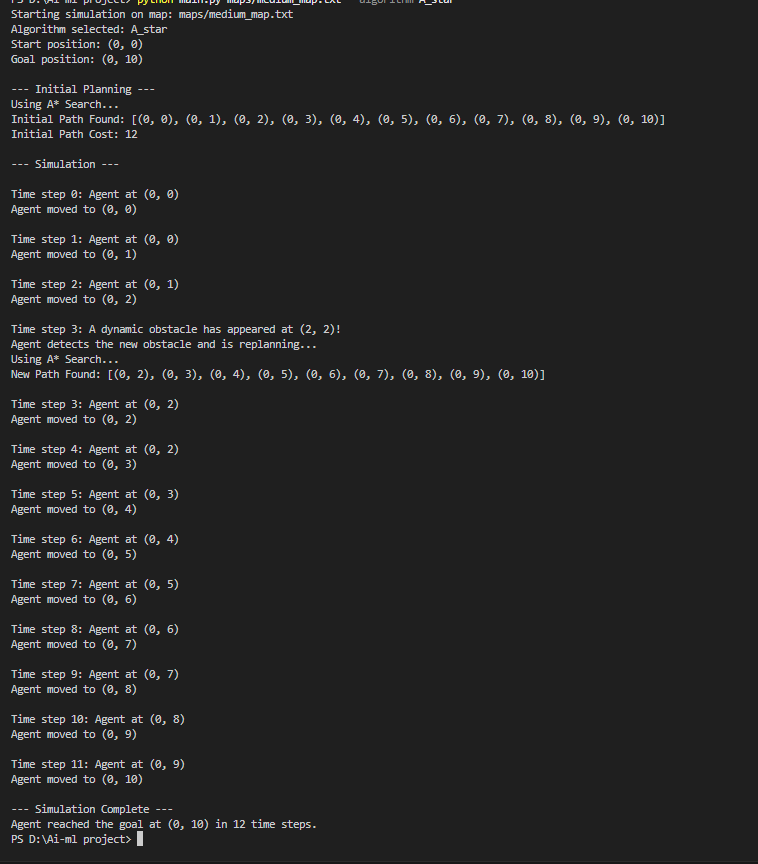 PS D:\Ai-ml project> python main.py maps/medium_map.txt --algorithm A_star
Starting simulation on map: maps/medium_map.txt
Algorithm selected: A_star
Start position: (0, 0)
Goal position: (0, 10)
--- Initial Planning ---
Using A* Search...
Initial Path Found: [(0, 0), (0, 1), (0, 2), (0, 3), (0, 4), (0, 5), (0, 6), (0, 7), (0, 8), (0, 9), (0, 10)]
Initial Path Cost: 12
--- Simulation ---
Time step 0: Agent at (0, 0)
Agent moved to (0, 0)
Time step 1: Agent at (0, 0)
Agent moved to (0, 1)
Time step 2: Agent at (0, 1)
Agent moved to (0, 2)
Time step 3: A dynamic obstacle has appeared at (2, 2)!
Agent detects the new obstacle and is replanning...
Using A* Search...
New Path Found: [(0, 2), (0, 3), (0, 4), (0, 5), (0, 6), (0, 7), (0, 8), (0, 9), (0, 10)]
Time step 3: Agent at (0, 2)
Agent moved to (0, 2)
Time step 4: Agent at (0, 2)
Agent moved to (0, 3)
Time step 5: Agent at (0, 3)
Agent moved to (0, 4)
Time step 6: Agent at (0, 4)
Agent moved to (0, 5)
Time step 7: Agent at (0, 5)
Agent moved to (0, 6)
Time step 8: Agent at (0, 6)
Agent moved to (0, 7)
Time step 9: Agent at (0, 7)
Agent moved to (0, 8)
Time step 10: Agent at (0, 8)
Agent moved to (0, 9)
Time step 11: Agent at (0, 9)
Agent moved to (0, 10)
--- Simulation Complete ---
Agent reached the goal at (0, 10) in 12 time steps.
PS D:\Ai-ml project>